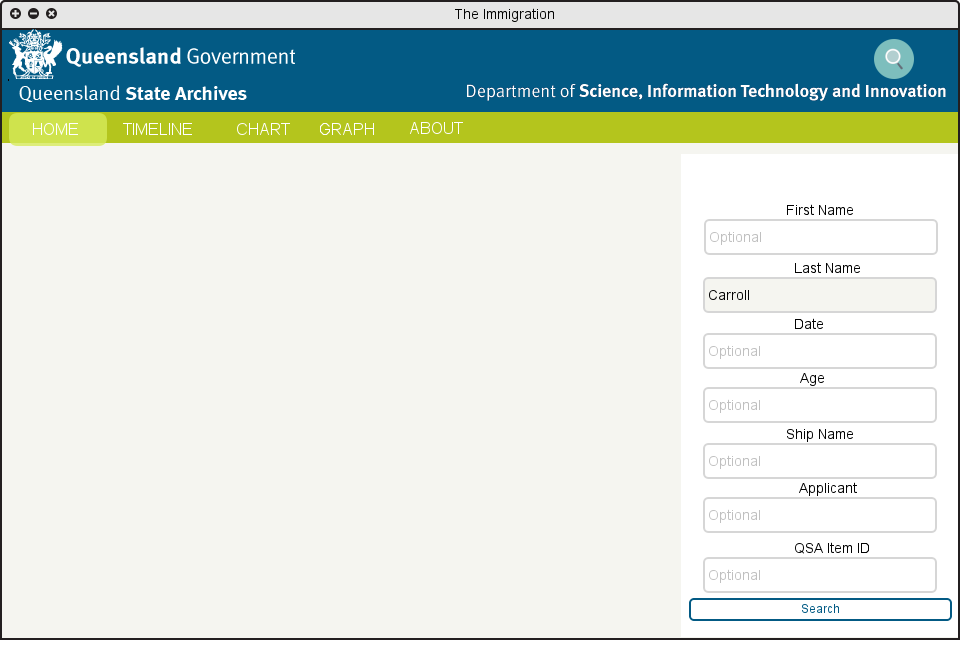 The Immigration
Queensland Government
Queensland State Archives
Department of Science, Information Technology and Innovation
HOME TIMELINE CHART GRAPH ABOUT
First Name
Optional
Last Name
Carroll
Date
Optional
Age
Optional
Ship Name
Optional
Applicant
Optional
QSA Item ID
Optional
Search